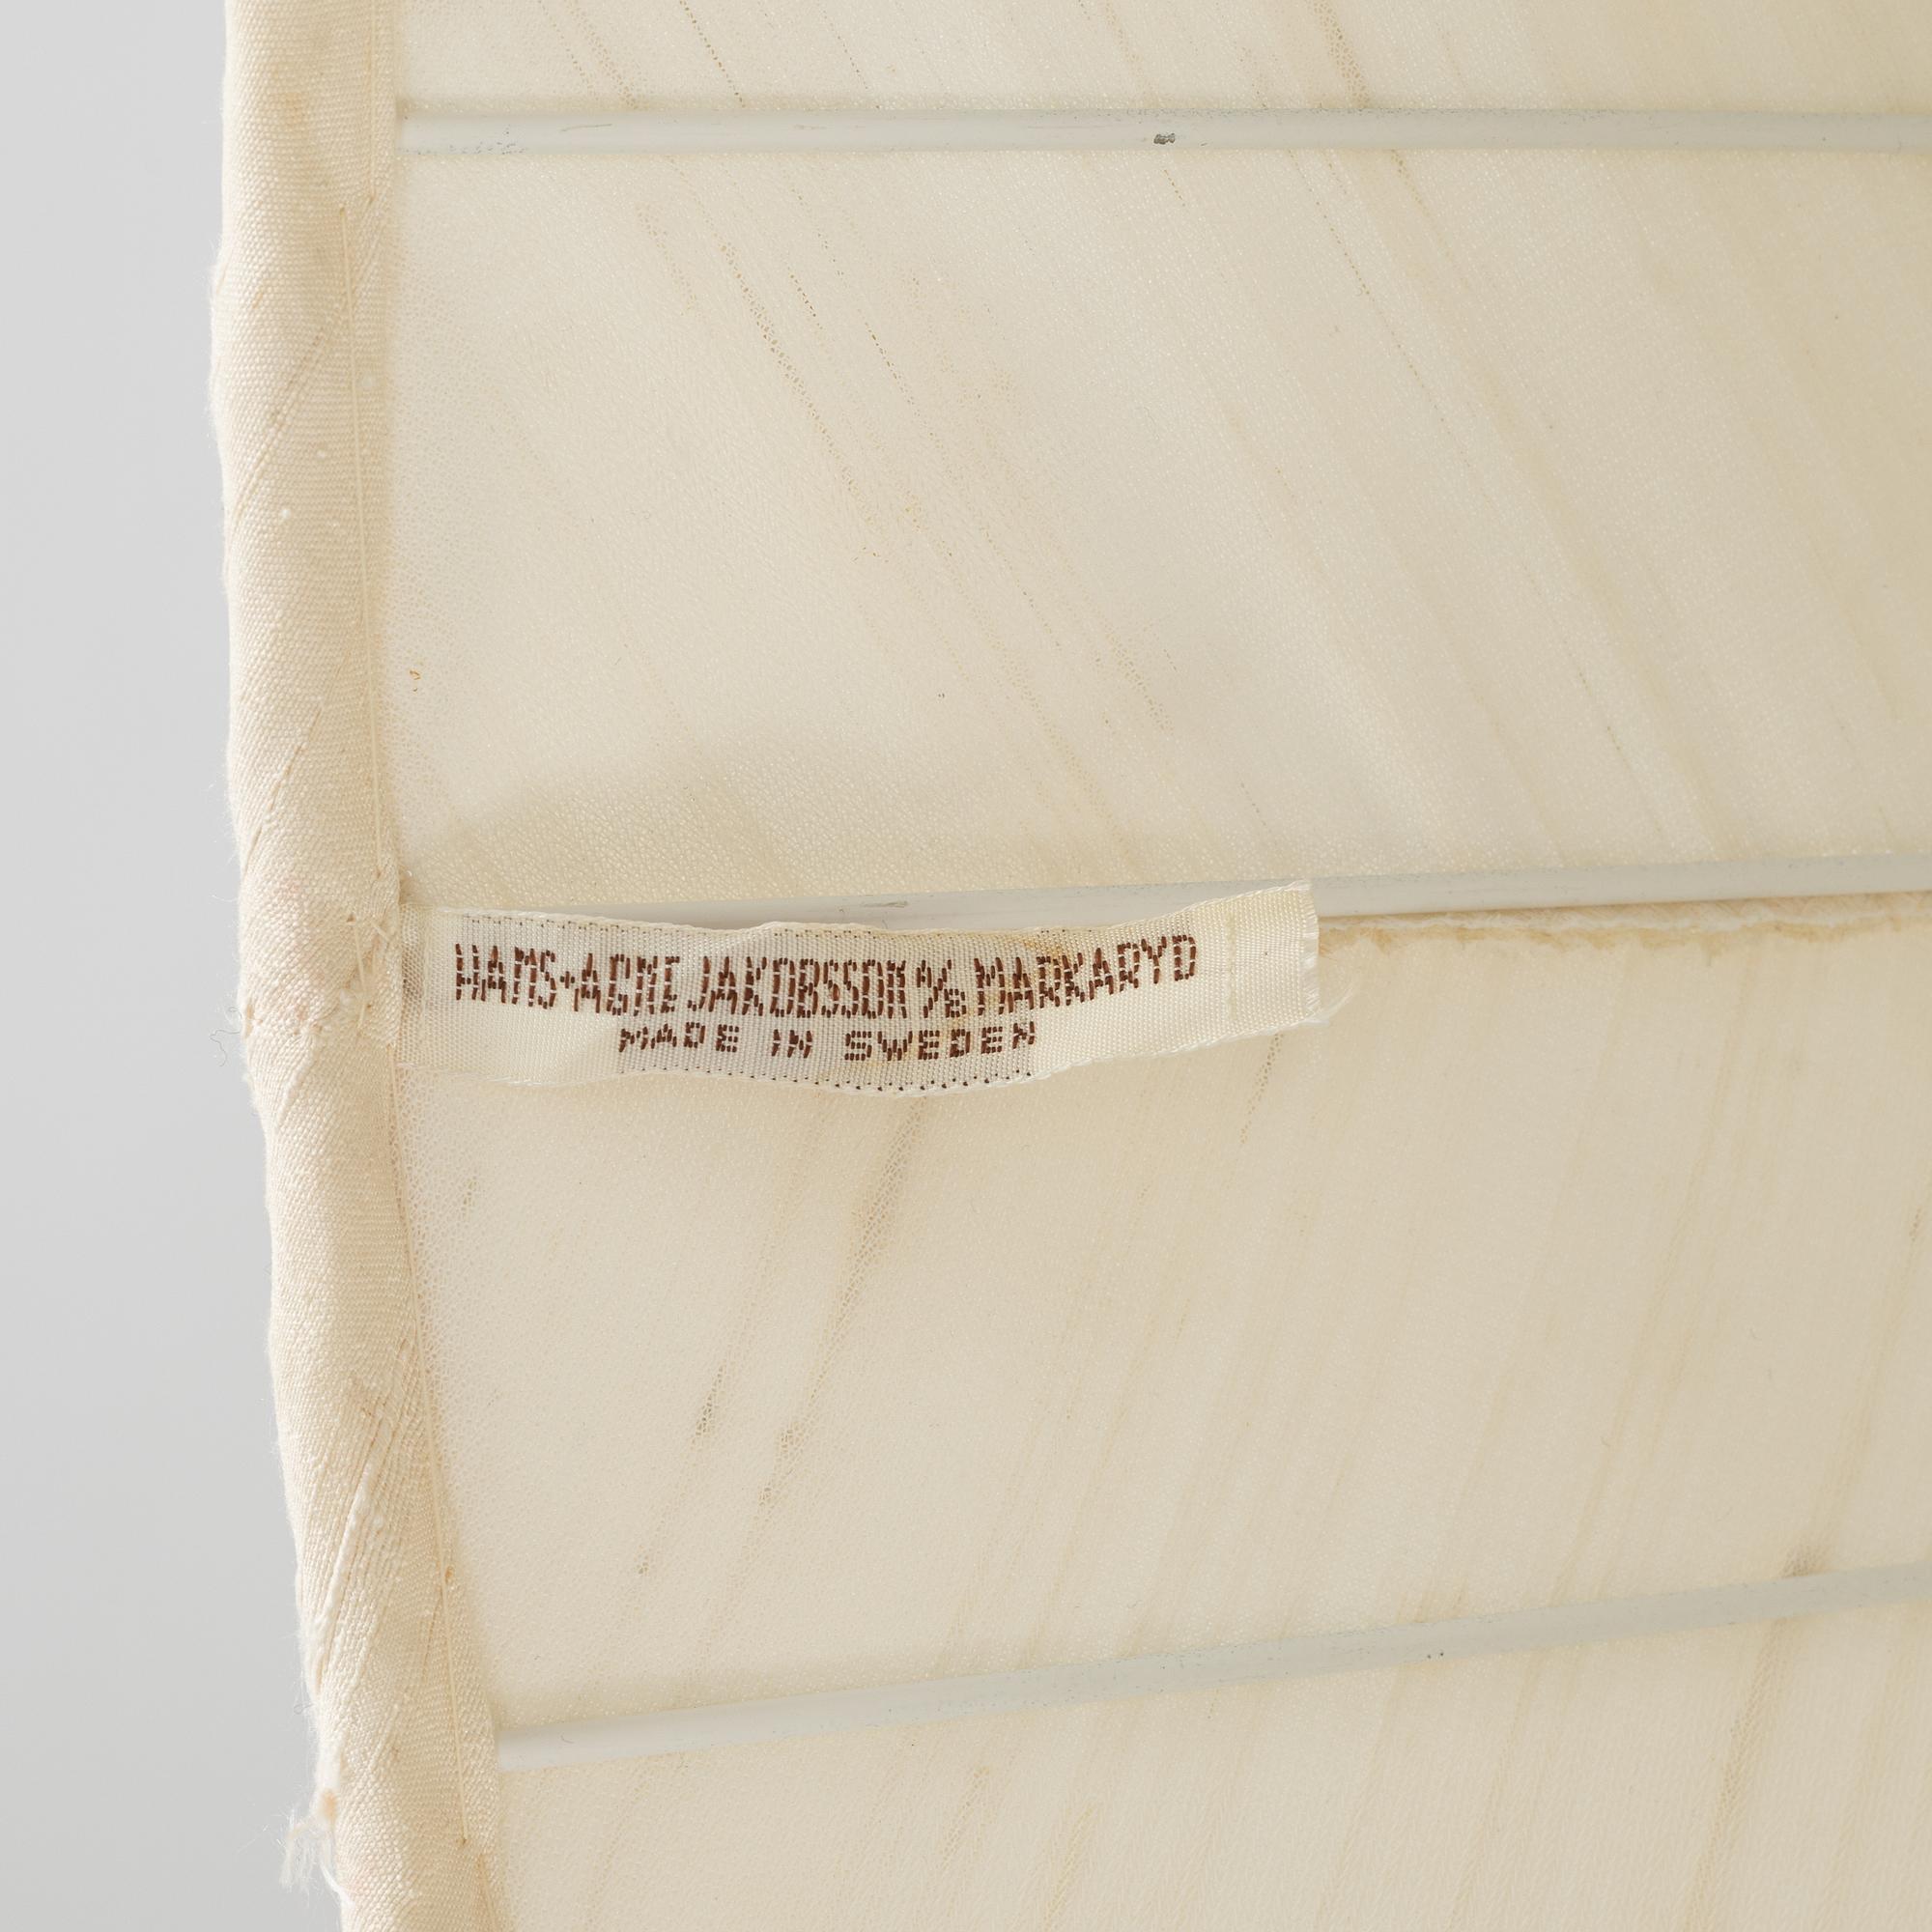 HANS-AGNE JAKOBSSON A/B MARKARYD
MADE IN SWEDEN